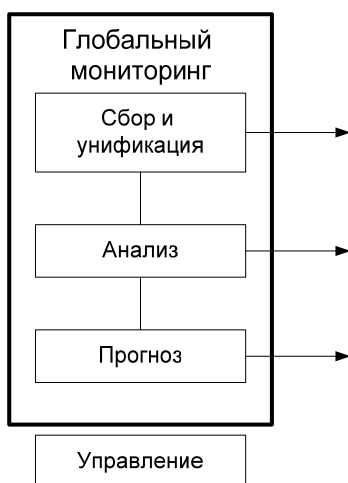 Глобальный
мониторинг
Сбор и
унификация
Анализ
Прогноз
Управление